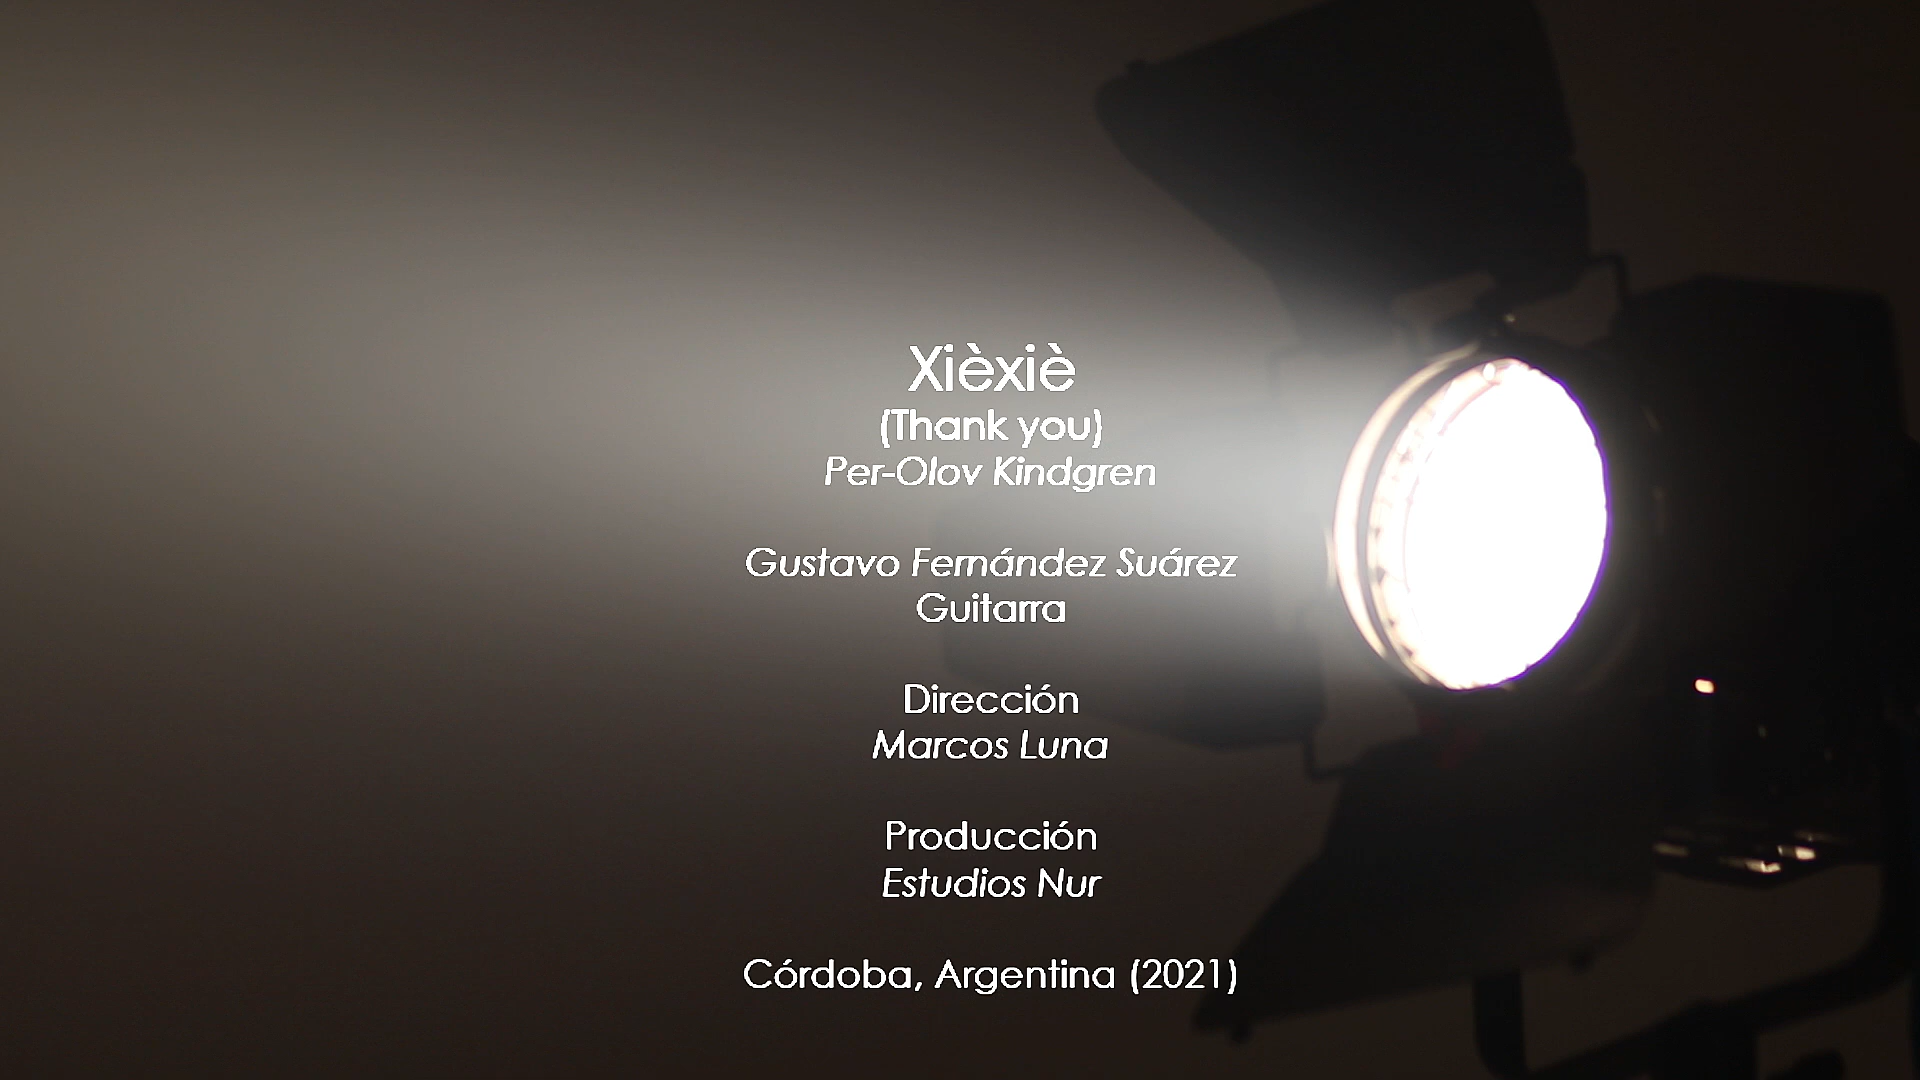 Xièxiè
(Thank you)
Per-Olov Kindgren
Gustavo Fernández Suárez
Guitarra
Dirección
Marcos Luna
Producción
Estudios Nur
Córdoba, Argentina (2021)